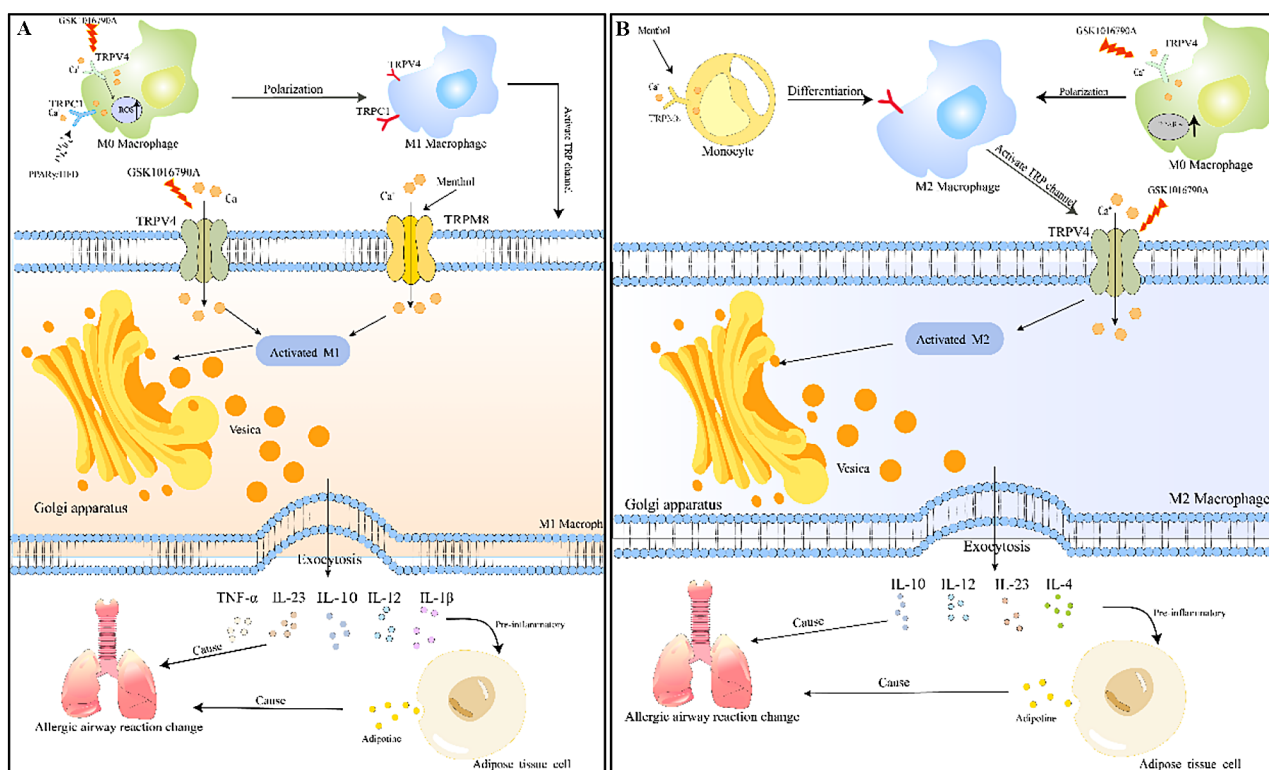 A
GSK1016790A
TRPV4
Ca⁺
TRPC1
Ca
ROS
M0 Macrophage
PPARγ/HFD
Polarization
TRPV4
TRPC1
M1 Macrophage
Activate TRP channel
GSK1016790A
Ca
TRPV4
Ca⁺
Menthol
TRPM8
Activated M1
Vesica
Golgi apparatus
M1 Macroph
Exocytosis
TNF-α IL-23 IL-10 IL-12 IL-1β
Pre-inflammatory
Cause
Cause
Allergic airway reaction change
Adipotine
Adipose tissue cell
B
Menthol
Ca⁺
Monocyte
Differentiation
M2 Macrophage
Polarization
GSK1016790A
TRPV4
Ca⁺
M0 Macrophage
Activate TRP channel
GSK1016790A
Ca⁺
TRPV4
Activated M2
Vesica
Golgi apparatus
M2 Macrophage
Exocytosis
IL-10 IL-12 IL-23 IL-4
Pre-inflammatory
Cause
Cause
Allergic airway reaction change
Adipotine
Adipose tissue cell